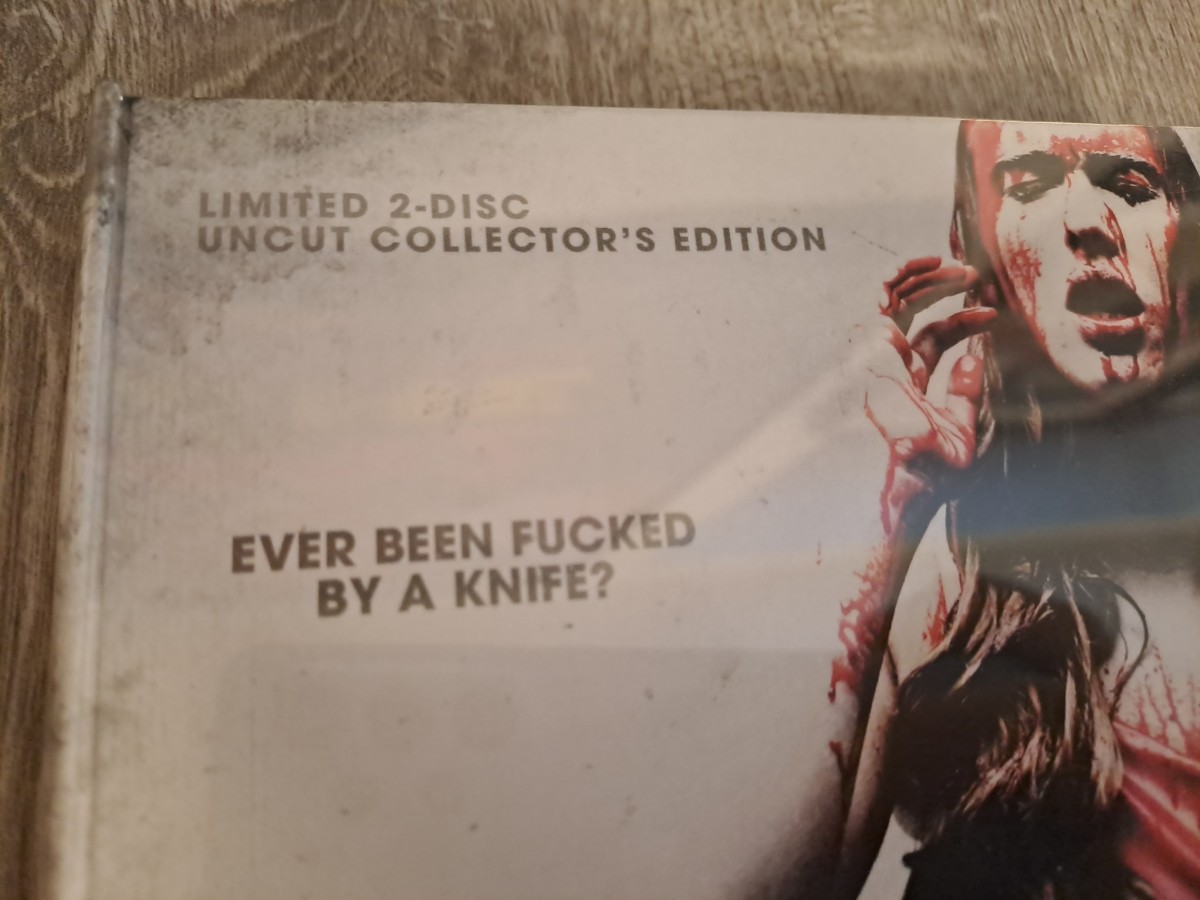 LIMITED 2-DISC
UNCUT COLLECTOR'S EDITION
EVER BEEN FUCKED
BY A KNIFE?